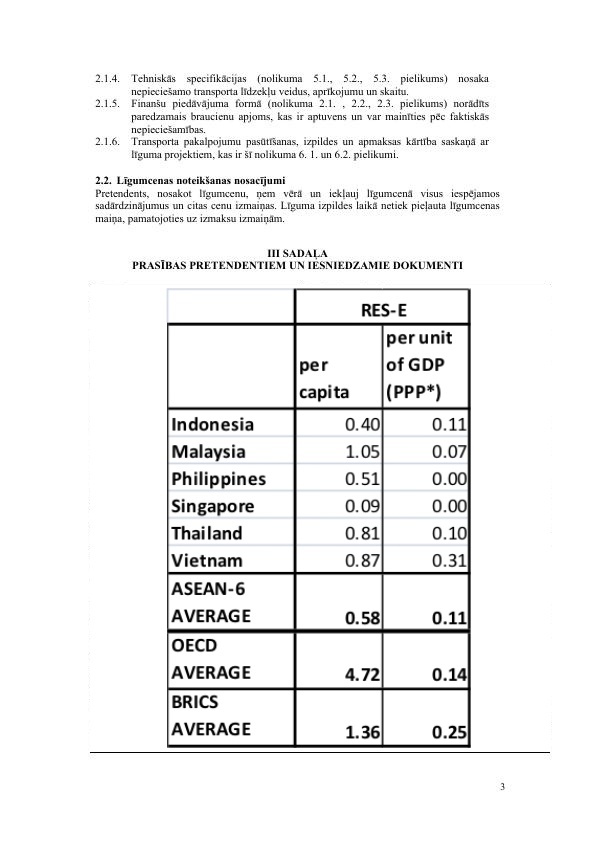 2.1.4. Tehniskās specifikācijas (nolikuma 5.1., 5.2., 5.3. pielikums) nosaka
nepieciešamo transporta līdzekļu veidus, aprīkojumu un skaitu.
2.1.5. Finanšu piedāvājuma formā (nolikuma 2.1. , 2.2., 2.3. pielikums) norādīts
paredzamais braucienu apjoms, kas ir aptuvens un var mainīties pēc faktiskās
nepieciešamības.
2.1.6. Transporta pakalpojumu pasūtīšanas, izpildes un apmaksas kārtība saskaņā ar
līguma projektiem, kas ir šī nolikuma 6. 1. un 6.2. pielikumi.
2.2. Līgumcenas noteikšanas nosacījumi
Pretendents, nosakot līgumcenu, ņem vērā un iekļauj līgumcenā visus iespējamos
sadārdzinājumus un citas cenu izmaiņas. Līguma izpildes laikā netiek pieļauta līgumcenas
maiņa, pamatojoties uz izmaksu izmaiņām.
III SADAĻA
PRASĪBAS PRETENDENTIEM UN IESNIEDZAMIE DOKUMENTI
RES-E
per capita per unit of GDP (PPP*)
Indonesia 0.40 0.11
Malaysia 1.05 0.07
Philippines 0.51 0.00
Singapore 0.09 0.00
Thailand 0.81 0.10
Vietnam 0.87 0.31
ASEAN-6
AVERAGE 0.58 0.11
OECD
AVERAGE 4.72 0.14
BRICS
AVERAGE 1.36 0.25
3